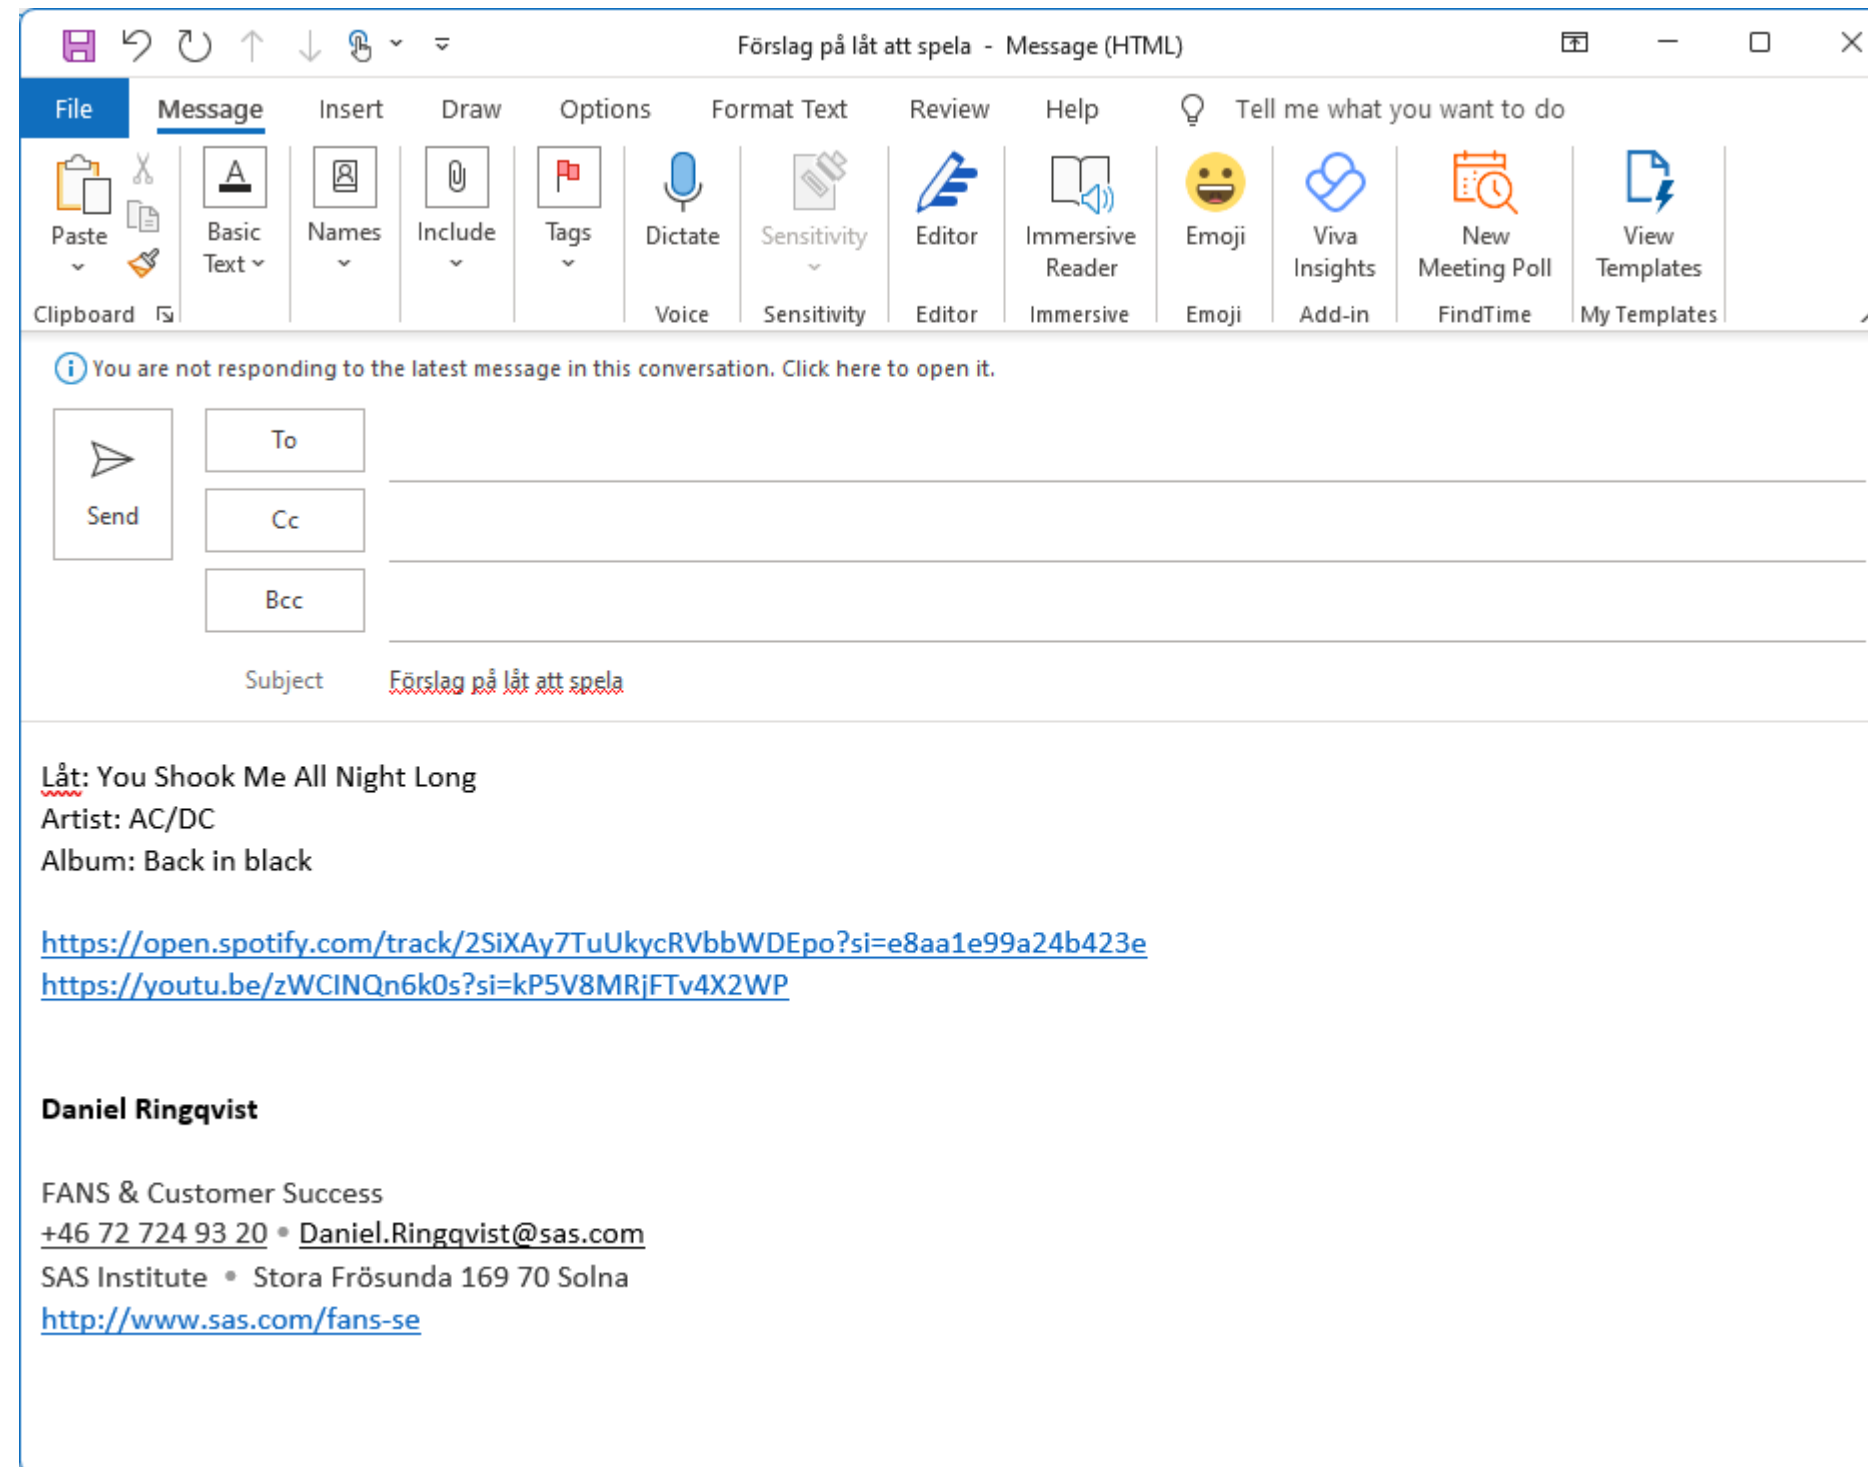 Förslag på låt att spela - Message (HTML)
File Message Insert Draw Options Format Text Review Help Tell me what you want to do
Paste
Basic Text
Names
Include
Tags
Dictate
Sensitivity
Editor
Immersive Reader
Emoji
Viva Insights
New Meeting Poll
View Templates
Clipboard Voice Sensitivity Editor Immersive Emoji Add-in FindTime My Templates
You are not responding to the latest message in this conversation. Click here to open it.
Send
To
Cc
Bcc
Subject Förslag på låt att spela
Låt: You Shook Me All Night Long
Artist: AC/DC
Album: Back in black
https://open.spotify.com/track/2SiXAy7TuUkycRVbbWDEpo?si=e8aa1e99a24b423e
https://youtu.be/zWCINQn6k0s?si=kP5V8MRjFTv4X2WP
Daniel Ringqvist
FANS & Customer Success
+46 72 724 93 20 • Daniel.Ringqvist@sas.com
SAS Institute • Stora Frösunda 169 70 Solna
http://www.sas.com/fans-se